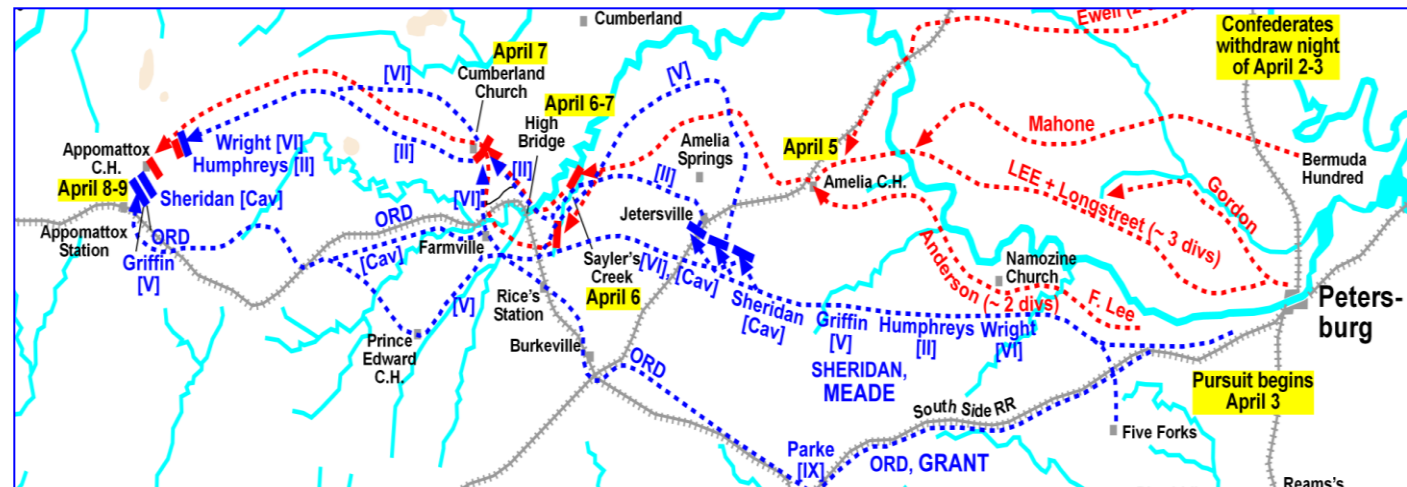 Cumberland
Ewell (2
Confederates
withdraw night
of April 2-3
April 7
[VI]
Cumberland
Church
[V]
April 6-7
High
Bridge
Mahone
Amelia
Springs
April 5
Bermuda
Hundred
Wright [VI]
Humphreys [II]
[II]
[II]
[II]
Appomattox
C.H.
Amelia C.H.
LEE + Longstreet (~ 3 divs)
Gordon
April 8-9
Sheridan [Cav]
[VI]
Jetersville
ORD
Appomattox
Station
ORD
Farmville
Griffin
[V]
[Cav]
Sayler's
Creek
April 6
[VI], [Cav]
Anderson (~ 2 divs)
Namozine
Church
F. Lee
Peters-
burg
[V]
Rice's
Station
Sheridan
[Cav]
Griffin
[V]
Humphreys
[II]
Wright
[VI]
Prince
Edward
C.H.
Burkeville
ORD
SHERIDAN,
MEADE
Pursuit begins
April 3
South Side RR
Five Forks
Parke
[IX]
ORD, GRANT
Reams's